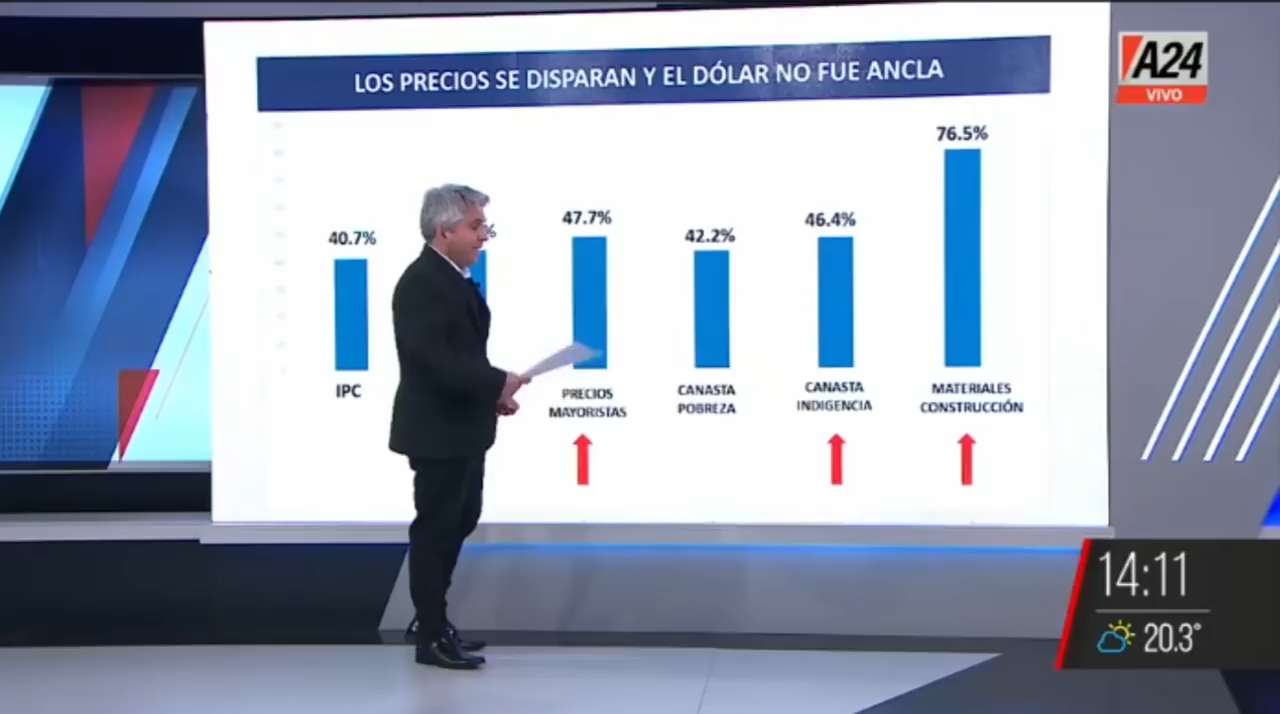 LOS PRECIOS SE DISPARAN Y EL DÓLAR NO FUE ANCLA
A24
VIVO
40.7%
%
47.7%
42.2%
46.4%
76.5%
IPC
PRECIOS
MAYORISTAS
CANASTA
POBREZA
CANASTA
INDIGENCIA
MATERIALES
CONSTRUCCIÓN
14:11
20.3°